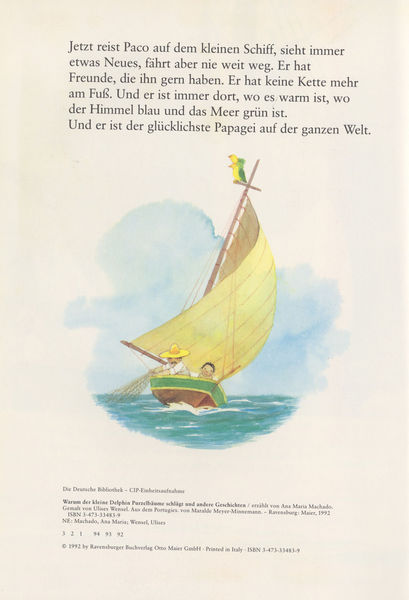 Jetzt reist Paco auf dem kleinen Schiff, sieht immer
etwas Neues, fährt aber nie weit weg. Er hat
Freunde, die ihn gern haben. Er hat keine Kette mehr
am Fuß. Und er ist immer dort, wo es warm ist, wo
der Himmel blau und das Meer grün ist.
Und er ist der glücklichste Papagei auf der ganzen Welt.
Die Deutsche Bibliothek – CIP-Einheitsaufnahme
Warum der kleine Delphin Purzelbäume schlägt und andere Geschichten / erzählt von Ana Maria Machado.
Gemalt von Ulises Wensel. Aus dem Portugies. von Maralde Meyer-Minnemann. – Ravensburg: Maier, 1992
ISBN 3-473-33483-9
NE: Machado, Ana Maria; Wensel, Ulises
3 2 1 94 93 92
© 1992 by Ravensburger Buchverlag Otto Maier GmbH · Printed in Italy · ISBN 3-473-33483-9